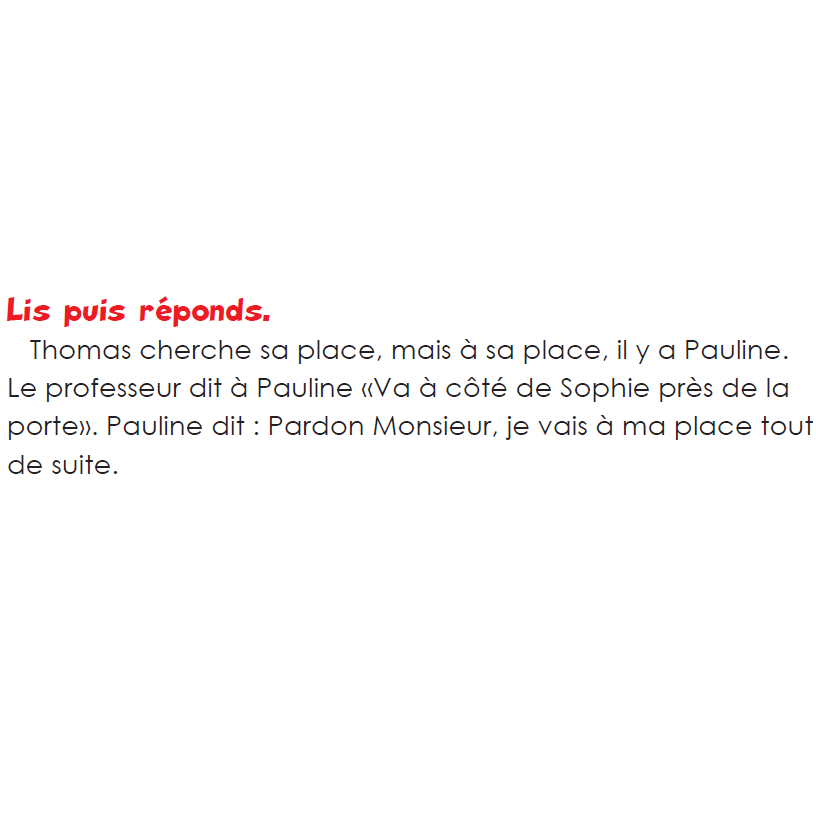 Lis puis réponds.
Thomas cherche sa place, mais à sa place, il y a Pauline.
Le professeur dit à Pauline «Va à côté de Sophie près de la
porte». Pauline dit : Pardon Monsieur, je vais à ma place tout
de suite.